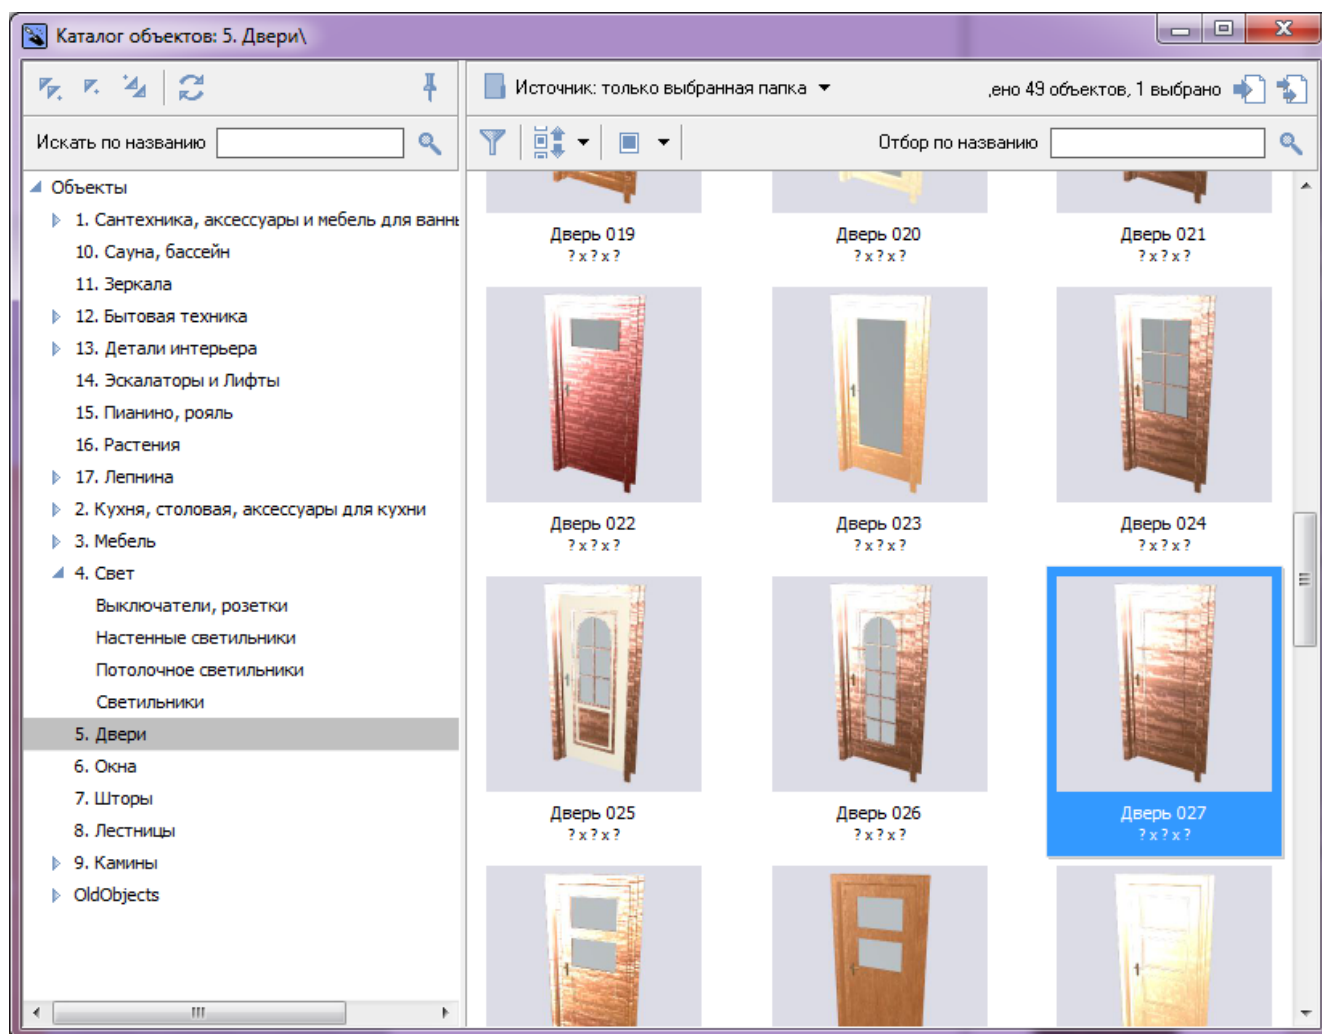 Каталог объектов: 5. Двери\
Источник: только выбранная папка
,ено 49 объектов, 1 выбрано
Искать по названию
Отбор по названию
Объекты
1. Сантехника, аксессуары и мебель для ванны
10. Сауна, бассейн
11. Зеркала
12. Бытовая техника
13. Детали интерьера
14. Эскалаторы и Лифты
15. Пианино, рояль
16. Растения
17. Лепнина
2. Кухня, столовая, аксессуары для кухни
3. Мебель
4. Свет
Выключатели, розетки
Настенные светильники
Потолочное светильники
Светильники
5. Двери
6. Окна
7. Шторы
8. Лестницы
9. Камины
OldObjects
Дверь 019
? x ? x ?
Дверь 020
? x ? x ?
Дверь 021
? x ? x ?
Дверь 022
? x ? x ?
Дверь 023
? x ? x ?
Дверь 024
? x ? x ?
Дверь 025
? x ? x ?
Дверь 026
? x ? x ?
Дверь 027
? x ? x ?